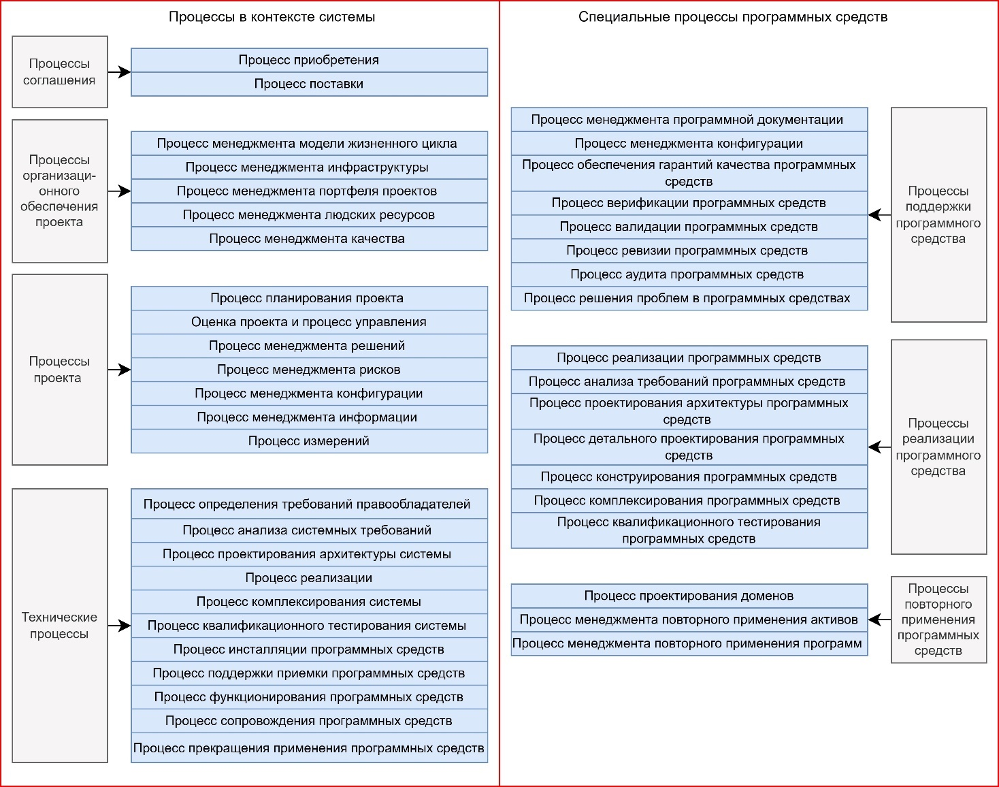 Процессы в контексте системы
Процессы
соглашения
Процесс приобретения
Процесс поставки
Процессы
организаци-
онного
обеспечения
проекта
Процесс менеджмента модели жизненного цикла
Процесс менеджмента инфраструктуры
Процесс менеджмента портфеля проектов
Процесс менеджмента людских ресурсов
Процесс менеджмента качества
Процессы
проекта
Процесс планирования проекта
Оценка проекта и процесс управления
Процесс менеджмента решений
Процесс менеджмента рисков
Процесс менеджмента конфигурации
Процесс менеджмента информации
Процесс измерений
Технические
процессы
Процесс определения требований правообладателей
Процесс анализа системных требований
Процесс проектирования архитектуры системы
Процесс реализации
Процесс комплексирования системы
Процесс квалификационного тестирования системы
Процесс инсталляции программных средств
Процесс поддержки приемки программных средств
Процесс функционирования программных средств
Процесс сопровождения программных средств
Процесс прекращения применения программных средств
Специальные процессы программных средств
Процесс менеджмента программной документации
Процесс менеджмента конфигурации
Процесс обеспечения гарантий качества программных
средств
Процесс верификации программных средств
Процесс валидации программных средств
Процесс ревизии программных средств
Процесс аудита программных средств
Процесс решения проблем в программных средствах
Процессы
поддержки
программного
средства
Процесс реализации программных средств
Процесс анализа требований программных средств
Процесс проектирования архитектуры программных
средств
Процесс детального проектирования программных
средств
Процесс конструирования программных средств
Процесс комплексирования программных средств
Процесс квалификационного тестирования
программных средств
Процессы
реализации
программного
средства
Процесс проектирования доменов
Процесс менеджмента повторного применения активов
Процесс менеджмента повторного применения программ
Процессы
повторного
применения
программных
средств